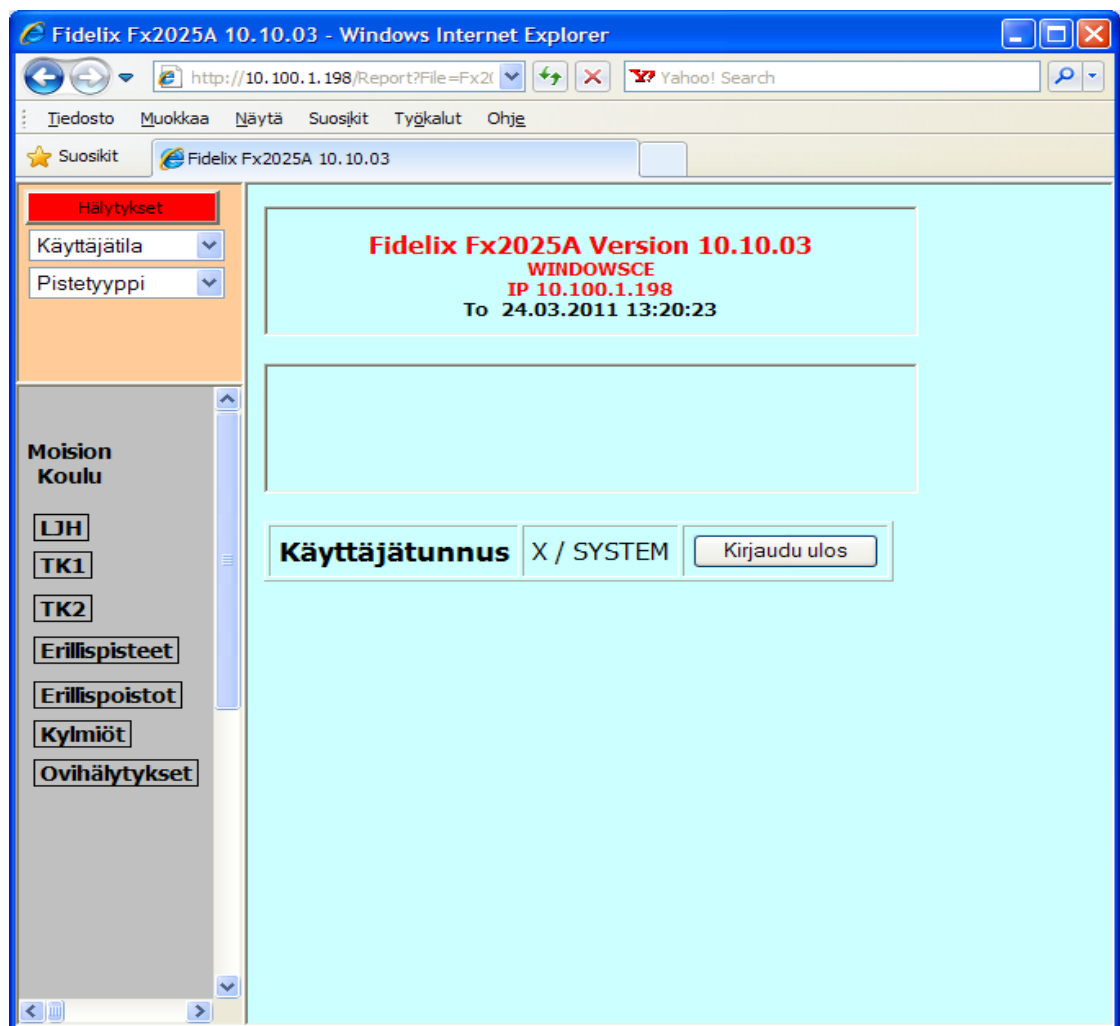 Fidelix Fx2025A 10.10.03 - Windows Internet Explorer
http://10.100.1.198/Report?File=Fx20
Yahoo! Search
Tiedosto Muokkaa Näytä Suosikit Työkalut Ohje
Suosikit
Fidelix Fx2025A 10.10.03
Hälytykset
Käyttäjätila
Pistetyyppi
Moision
Koulu
LJH
TK1
TK2
Erillispisteet
Erillispoistot
Kylmiöt
Ovihälytykset
Fidelix Fx2025A Version 10.10.03
WINDOWSCE
IP 10.100.1.198
To 24.03.2011 13:20:23
Käyttäjätunnus X / SYSTEM Kirjaudu ulos